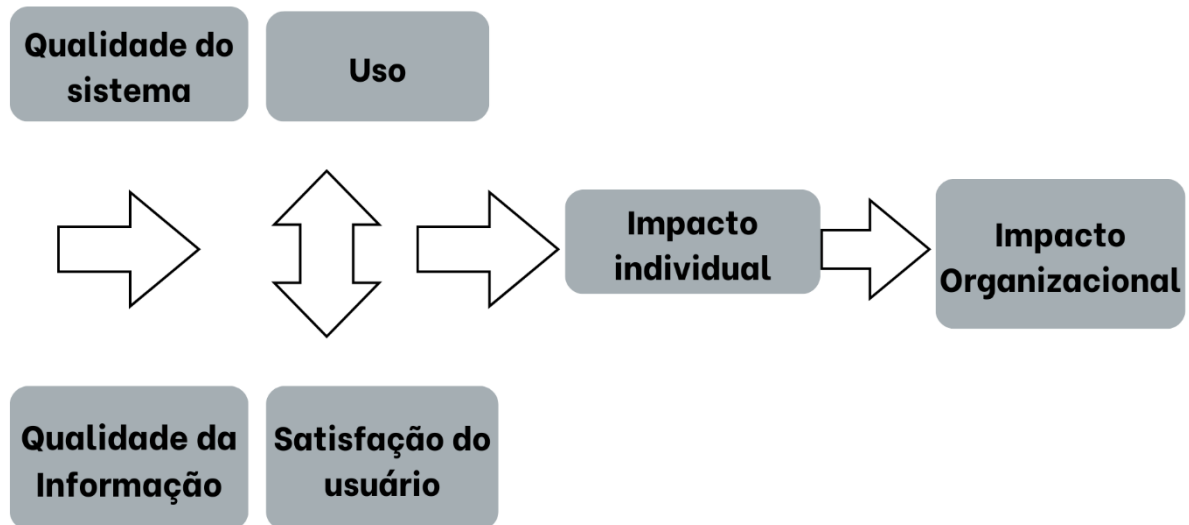 Qualidade do
sistema
Uso
Impacto
individual
Impacto
Organizacional
Qualidade da
Informação
Satisfação do
usuário